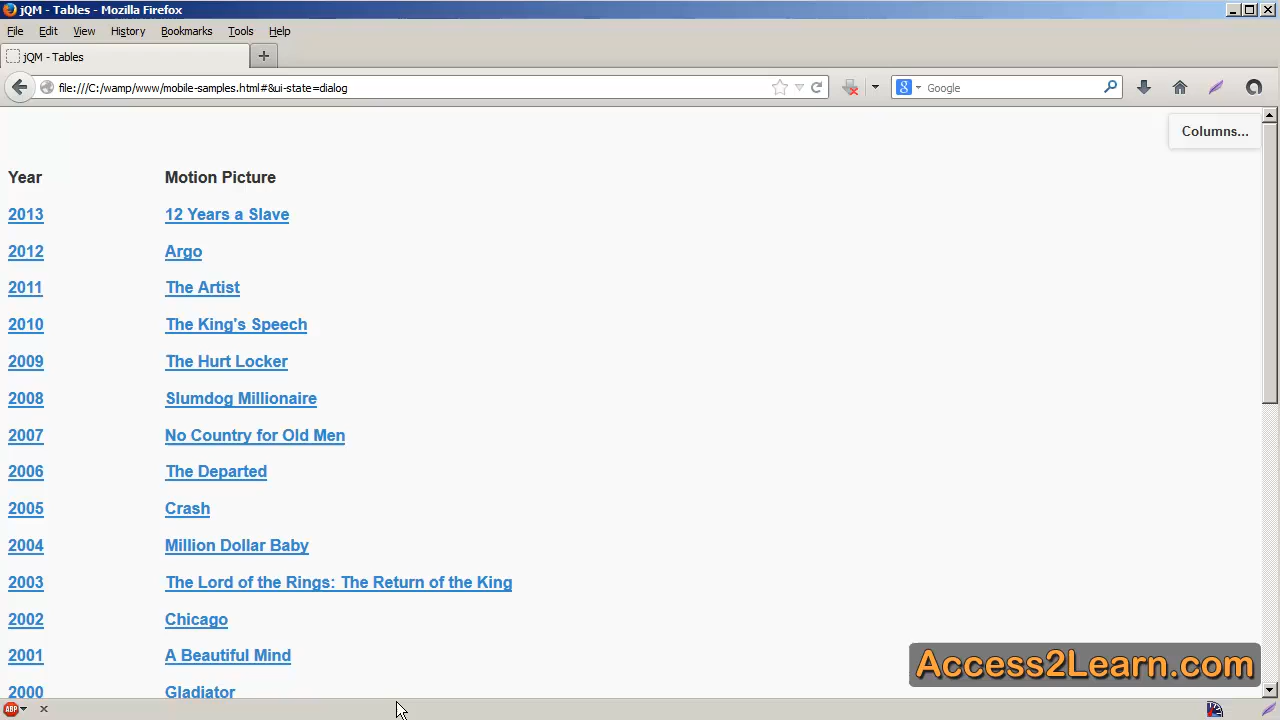 jQM - Tables - Mozilla Firefox
File Edit View History Bookmarks Tools Help
jQM - Tables
file:///C:/wamp/www/mobile-samples.html#&ui-state=dialog
8 Google
Columns...
Year Motion Picture
2013 12 Years a Slave
2012 Argo
2011 The Artist
2010 The King's Speech
2009 The Hurt Locker
2008 Slumdog Millionaire
2007 No Country for Old Men
2006 The Departed
2005 Crash
2004 Million Dollar Baby
2003 The Lord of the Rings: The Return of the King
2002 Chicago
2001 A Beautiful Mind
2000 Gladiator
Access2Learn.com
ABP